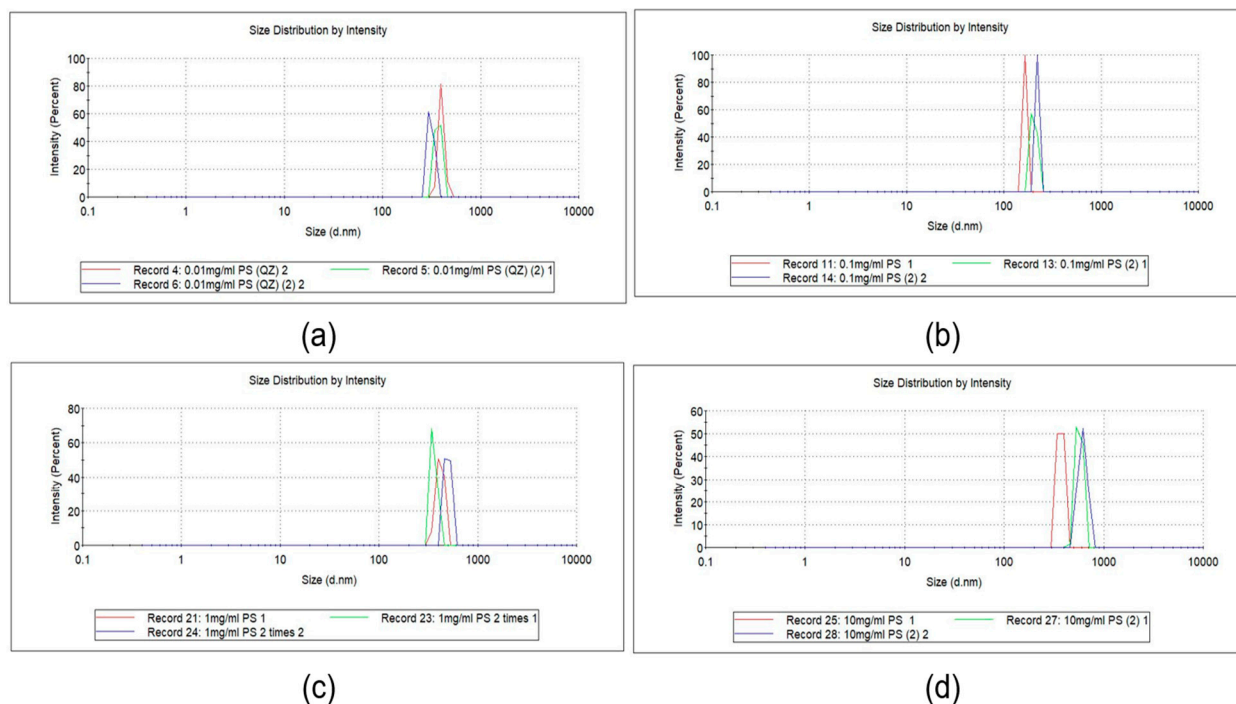 Size Distribution by Intensity
Intensity (Percent)
100
80
60
40
20
0
0.1 1 10 100 1000 10000
Size (d.nm)
Record 4: 0.01mg/ml PS (QZ) 2 Record 5: 0.01mg/ml PS (QZ) (2) 1
Record 6: 0.01mg/ml PS (QZ) (2) 2
(a)
Size Distribution by Intensity
Intensity (Percent)
100
80
60
40
20
0
0.1 1 10 100 1000 10000
Size (d.nm)
Record 11: 0.1mg/ml PS 1 Record 13: 0.1mg/ml PS (2) 1
Record 14: 0.1mg/ml PS (2) 2
(b)
Size Distribution by Intensity
Intensity (Percent)
80
60
40
20
0
0.1 1 10 100 1000 10000
Size (d.nm)
Record 21: 1mg/ml PS 1 Record 23: 1mg/ml PS 2 times 1
Record 24: 1mg/ml PS 2 times 2
(c)
Size Distribution by Intensity
Intensity (Percent)
60
50
40
30
20
10
0
0.1 1 10 100 1000 10000
Size (d.nm)
Record 25: 10mg/ml PS 1 Record 27: 10mg/ml PS (2) 1
Record 28: 10mg/ml PS (2) 2
(d)